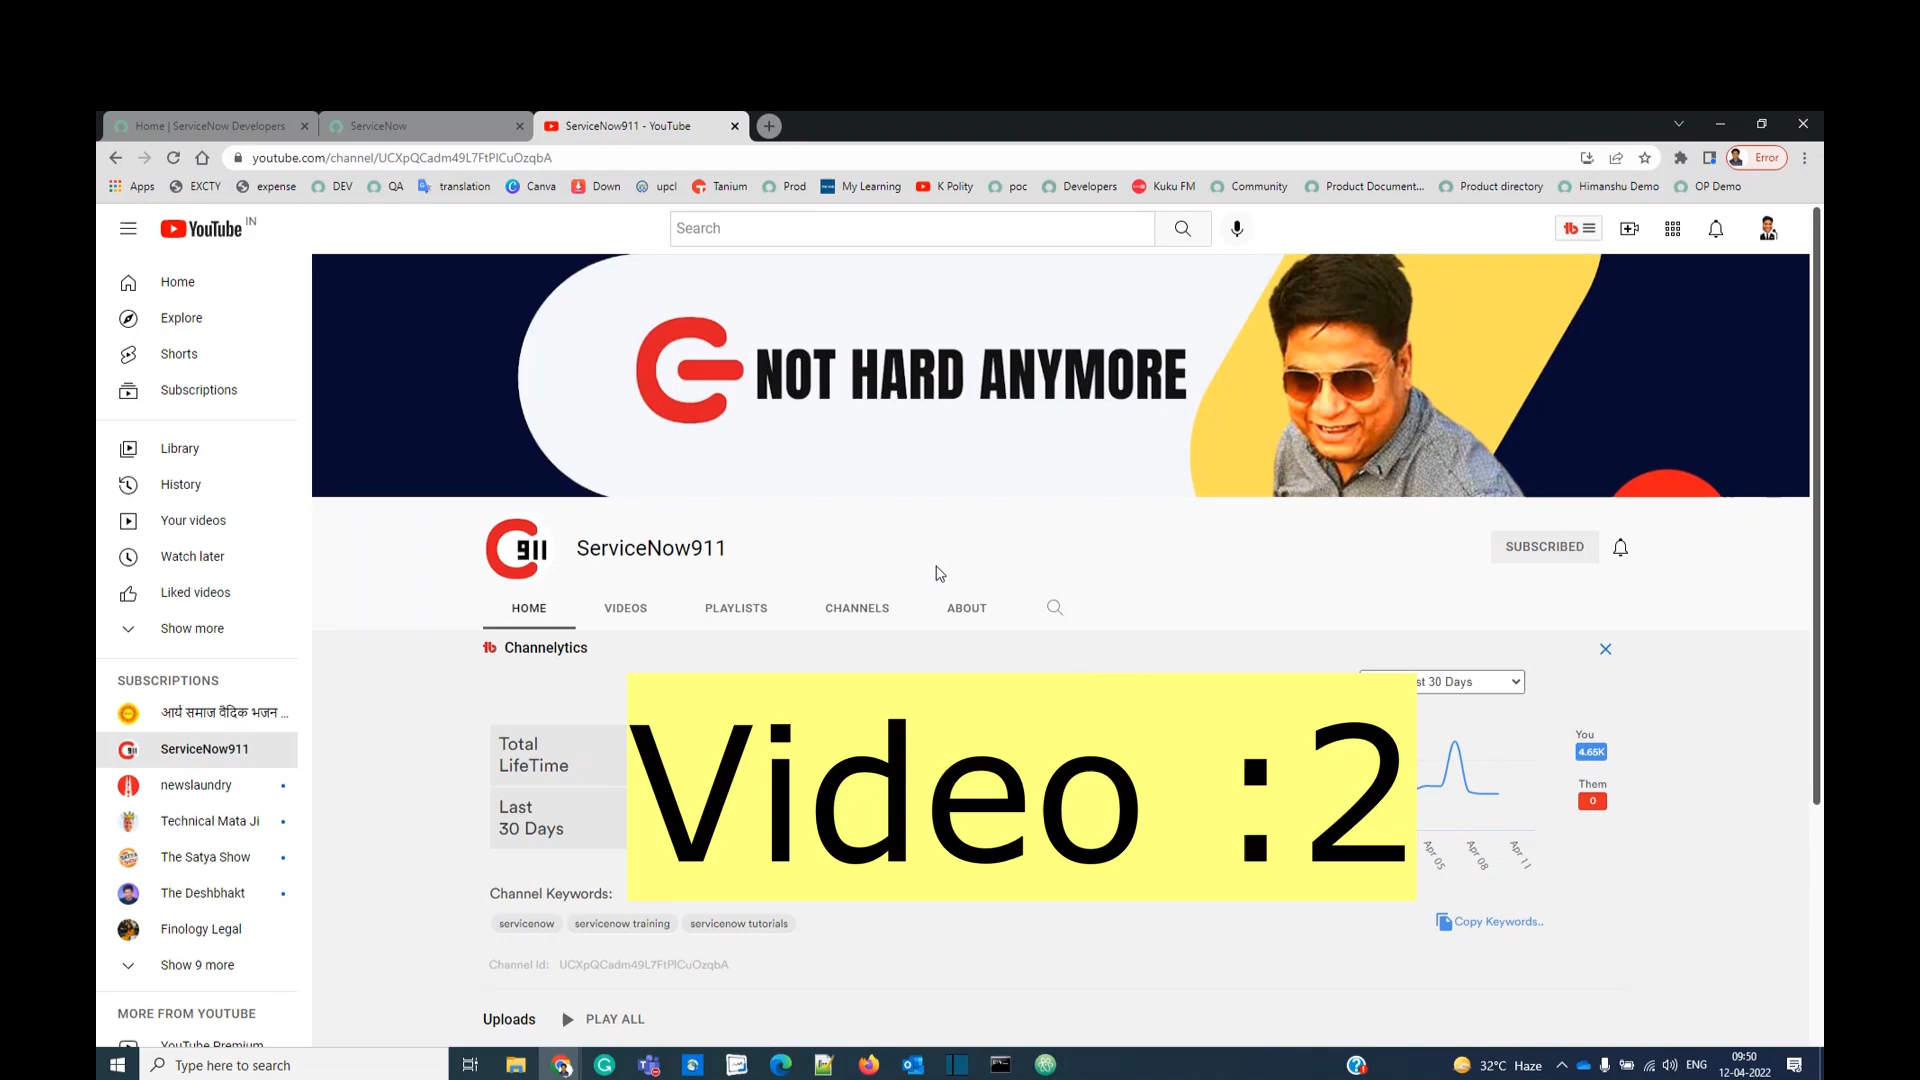 Home | ServiceNow Developers
ServiceNow
ServiceNow911 - YouTube
youtube.com/channel/UCXpQCadm49L7FtPlCuOzqbA
Error
Apps
EXCTY
expense
DEV
QA
translation
Canva
Down
upcl
Tanium
Prod
My Learning
K Polity
poc
Developers
Kuku FM
Community
Product Document...
Product directory
Himanshu Demo
OP Demo
YouTube IN
Search
Home
Explore
Shorts
Subscriptions
Library
History
Your videos
Watch later
Liked videos
Show more
SUBSCRIPTIONS
आर्य समाज वैदिक भजन ...
ServiceNow911
newslaundry
Technical Mata Ji
The Satya Show
The Deshbhakt
Finology Legal
Show 9 more
MORE FROM YOUTUBE
YouTube Premium
NOT HARD ANYMORE
911
ServiceNow911
SUBSCRIBED
HOME
VIDEOS
PLAYLISTS
CHANNELS
ABOUT
Channelytics
st 30 Days
Total
LifeTime
Last
30 Days
Video :2
You
4.65K
Them
0
Apr 05
Apr 08
Apr 11
Channel Keywords:
servicenow
servicenow training
servicenow tutorials
Copy Keywords..
Channel Id: UCXpQCadm49L7FtPlCuOzqbA
Uploads
PLAY ALL
Type here to search
32°C Haze
ENG
09:50
12-04-2022